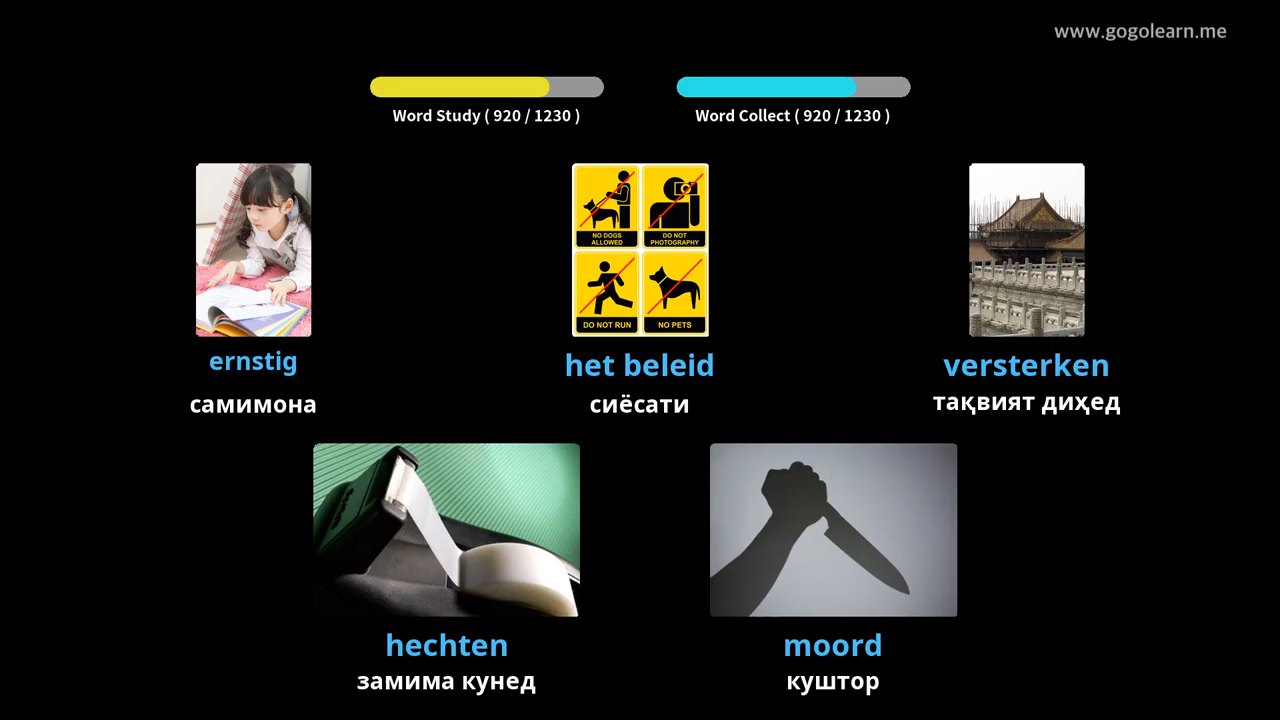 www.gogolearn.me
Word Study ( 920 / 1230 )
Word Collect ( 920 / 1230 )
NO DOGS
ALLOWED
DO NOT
PHOTOGRAPHY
DO NOT RUN
NO PETS
ernstig
самимона
het beleid
сиёсати
versterken
тақвият диҳед
hechten
замима кунед
moord
куштор